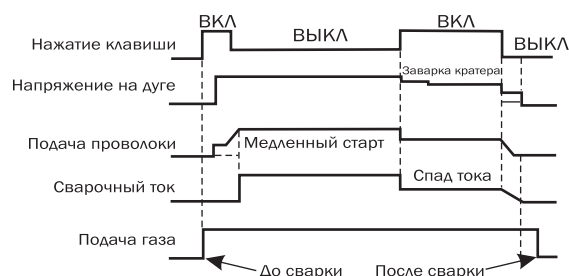 ВКЛ ВЫКЛ ВКЛ ВЫКЛ
Нажатие клавиши
Напряжение на дуге
Заварка кратера
Подача проволоки
Медленный старт
Сварочный ток
Спад тока
Подача газа
До сварки После сварки